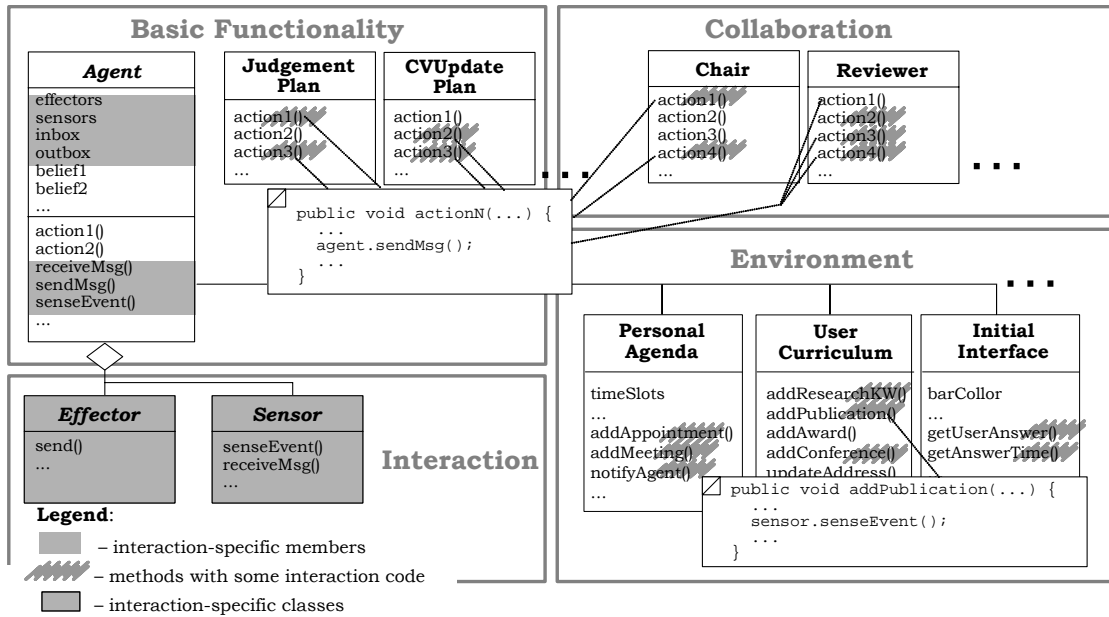 Basic Functionality
Agent
effectors
sensors
inbox
outbox
belief1
belief2
...
action1()
action2()
receiveMsg()
sendMsg()
senseEvent()
...
Judgement
Plan
action1()
action2()
action3()
...
CVUpdate
Plan
action1()
action2()
action3()
...
...
public void actionN(...) {
...
agent.sendMsg();
...
}
Collaboration
Chair
action1()
action2()
action3()
action4()
...
Reviewer
action1()
action2()
action3()
action4()
...
...
Environment
...
Personal
Agenda
timeSlots
...
addAppointment()
addMeeting()
notifyAgent()
...
User
Curriculum
addResearchKW()
addPublication()
addAward()
addConference()
updateAddress()
Initial
Interface
barCollor
...
getUserAnswer()
getAnswerTime()
public void addPublication(...) {
...
sensor.senseEvent();
...
}
Interaction
Effector
send()
...
Sensor
senseEvent()
receiveMsg()
...
Legend:
– interaction-specific members
– methods with some interaction code
– interaction-specific classes